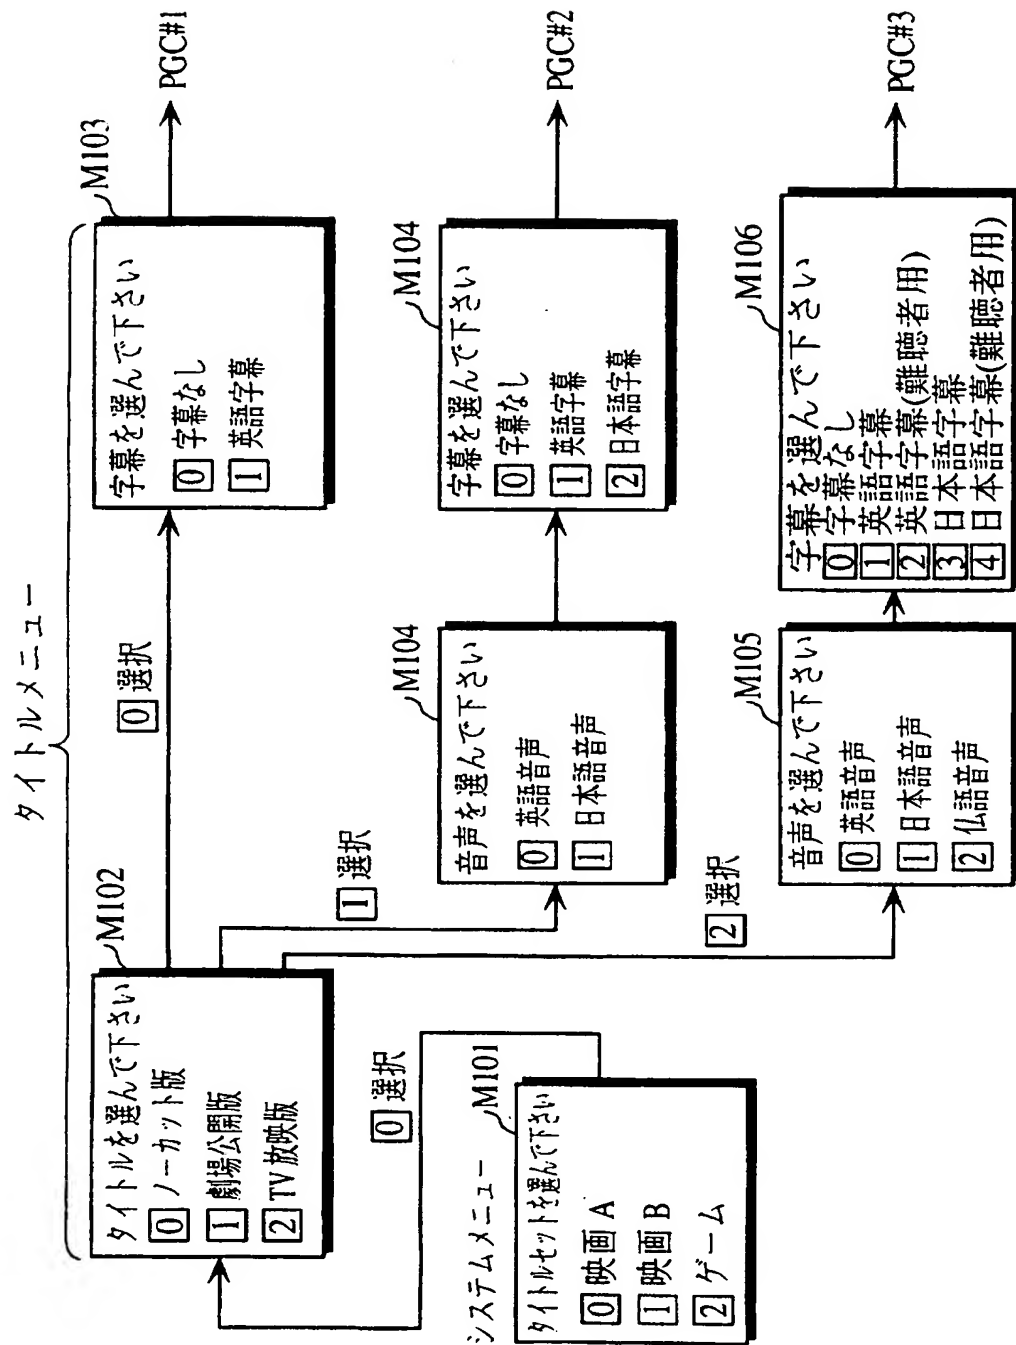 タイトルメニュー
M102
タイトルを選んで下さい
0 ノーカット版
1 劇場公開版
2 TV放映版
0 選択
M103
字幕を選んで下さい
0 字幕なし
1 英語字幕
PGC#1
1 選択
M104
音声を選んで下さい
0 英語音声
1 日本語音声
M104
字幕を選んで下さい
0 字幕なし
1 英語字幕
2 日本語字幕
PGC#2
2 選択
M105
音声を選んで下さい
0 英語音声
1 日本語音声
2 仏語音声
M106
字幕を選んで下さい
0 字幕なし
1 英語字幕
2 英語字幕(難聴者用)
3 日本語字幕
4 日本語字幕(難聴者用)
PGC#3
0 選択
システムメニュー
M101
タイトルセットを選んで下さい
0 映画A
1 映画B
2 ゲーム